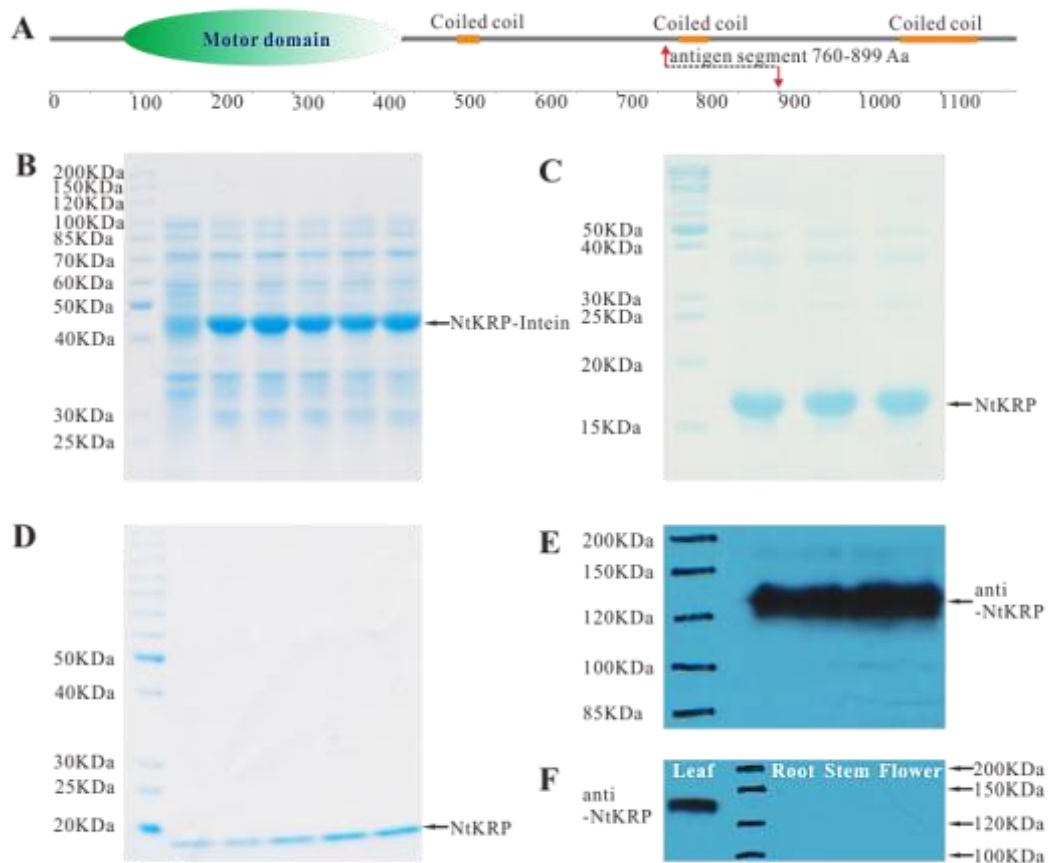 A
Coiled coil
Coiled coil
Coiled coil
Motor domain
antigen segment 760-899 Aa
0 100 200 300 400 500 600 700 800 900 1000 1100
B
200KDa
150KDa
120KDa
100KDa
85KDa
70KDa
60KDa
50KDa
40KDa
30KDa
25KDa
NtKRP-Intein
C
50KDa
40KDa
30KDa
25KDa
20KDa
15KDa
NtKRP
D
50KDa
40KDa
30KDa
25KDa
20KDa
NtKRP
E
200KDa
150KDa
120KDa
100KDa
85KDa
anti
-NtKRP
F
Leaf Root Stem Flower
anti
-NtKRP
200KDa
150KDa
120KDa
100KDa